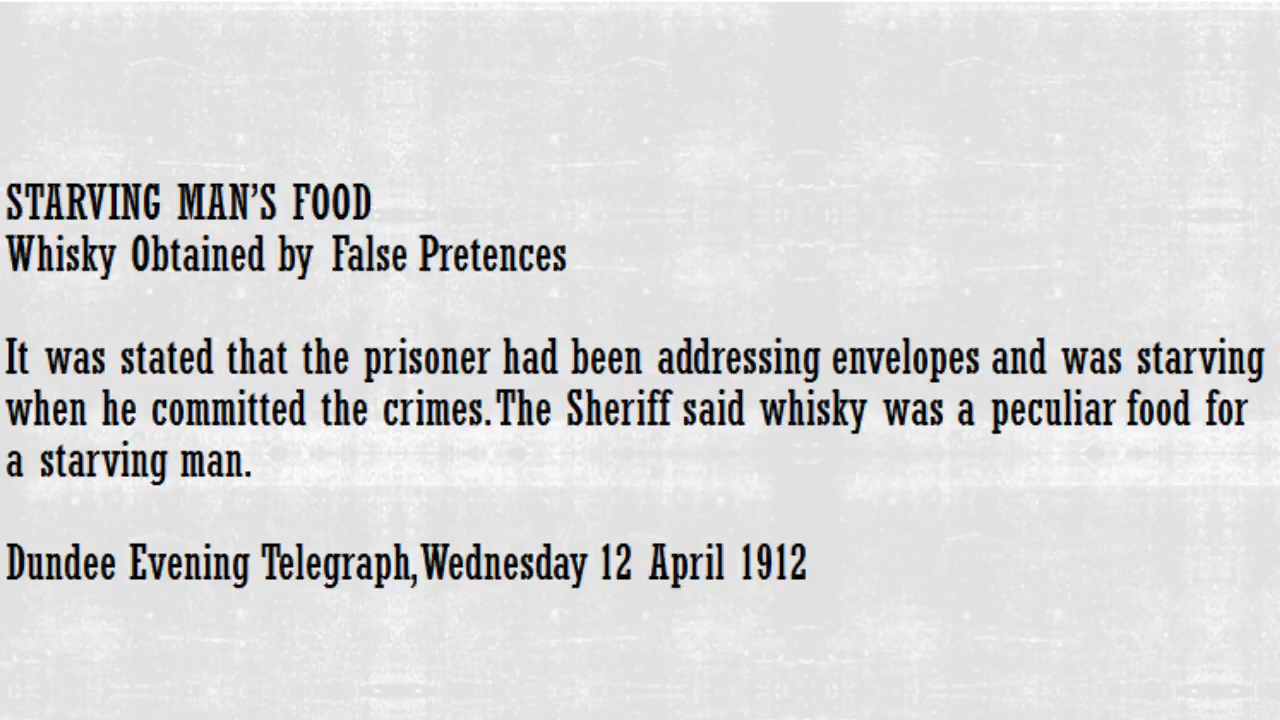 STARVING MAN’S FOOD
Whisky Obtained by False Pretences
It was stated that the prisoner had been addressing envelopes and was starving
when he committed the crimes.The Sheriff said whisky was a peculiar food for
a starving man.
Dundee Evening Telegraph,Wednesday 12 April 1912